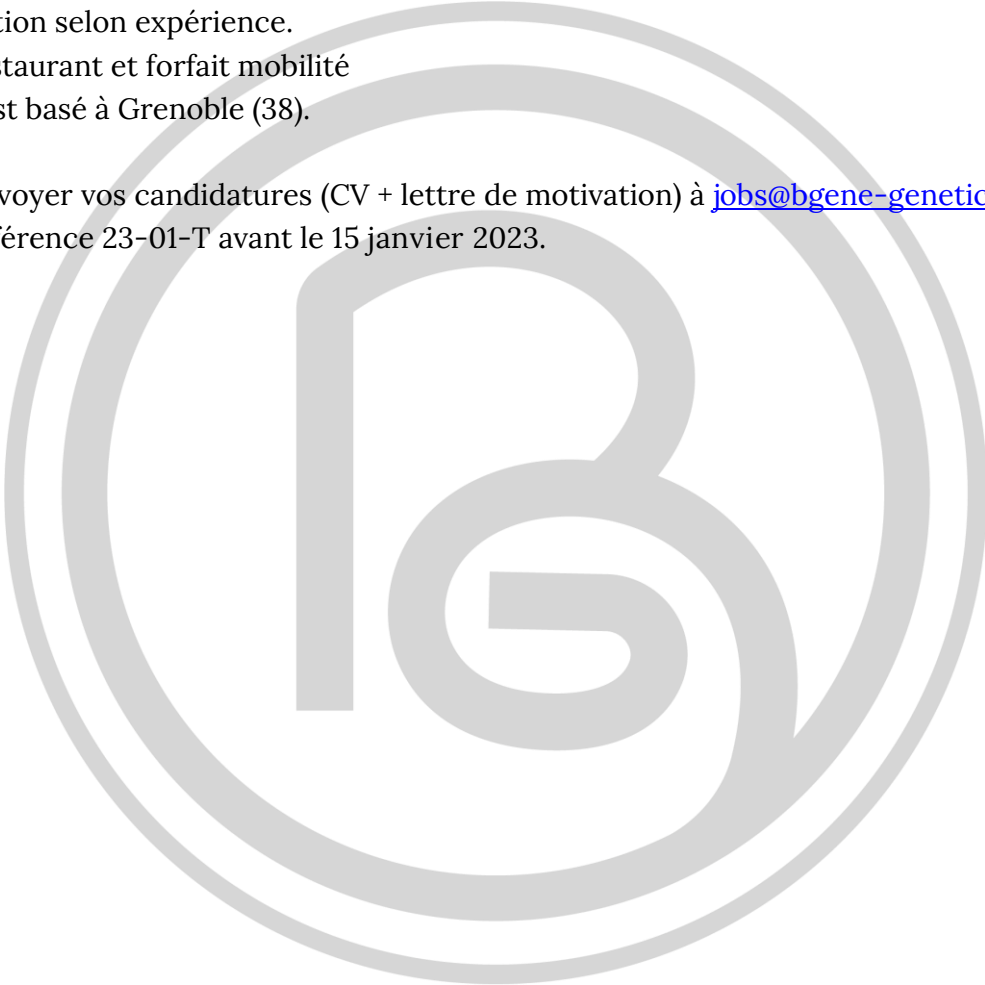 tion selon expérience.
staurant et forfait mobilité
st basé à Grenoble (38).
voyer vos candidatures (CV + lettre de motivation) à jobs@bgene-genetic
férence 23-01-T avant le 15 janvier 2023.
BG